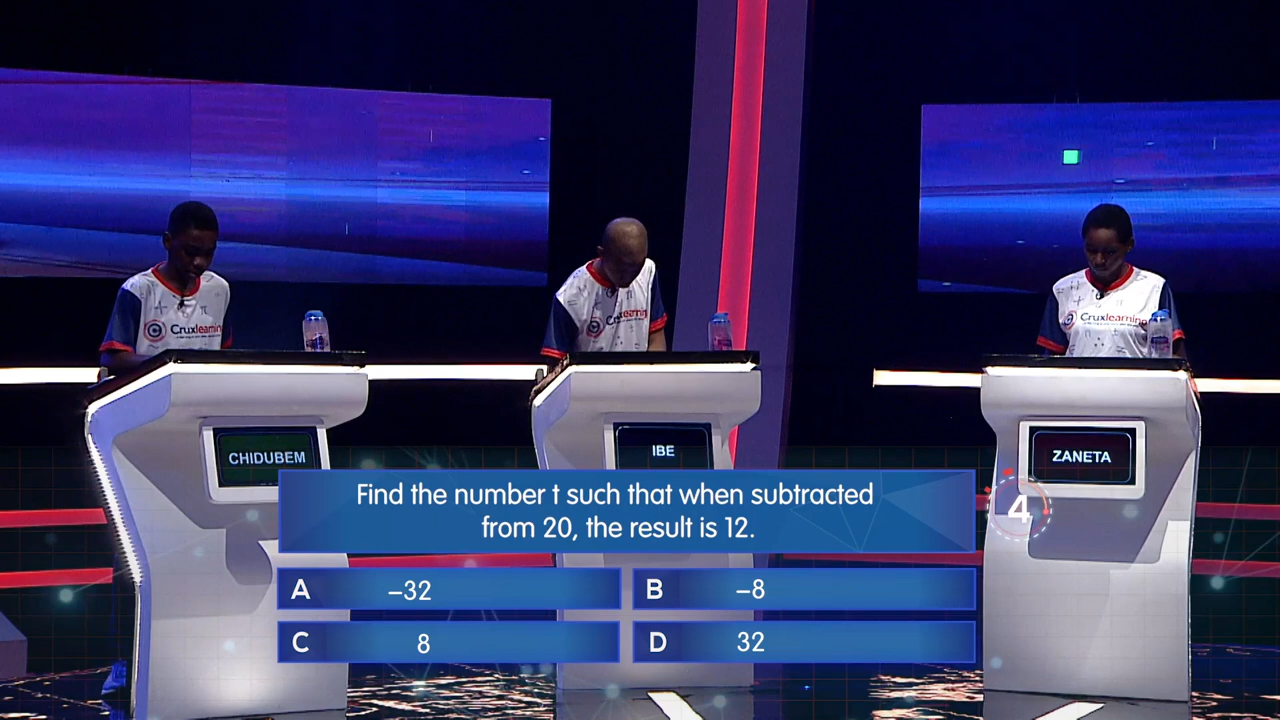 Cruxlearning
Cruxlearning
Cruxlearning
CHIDUBEM
IBE
ZANETA
Find the number t such that when subtracted
from 20, the result is 12.
4
A –32
B –8
C 8
D 32